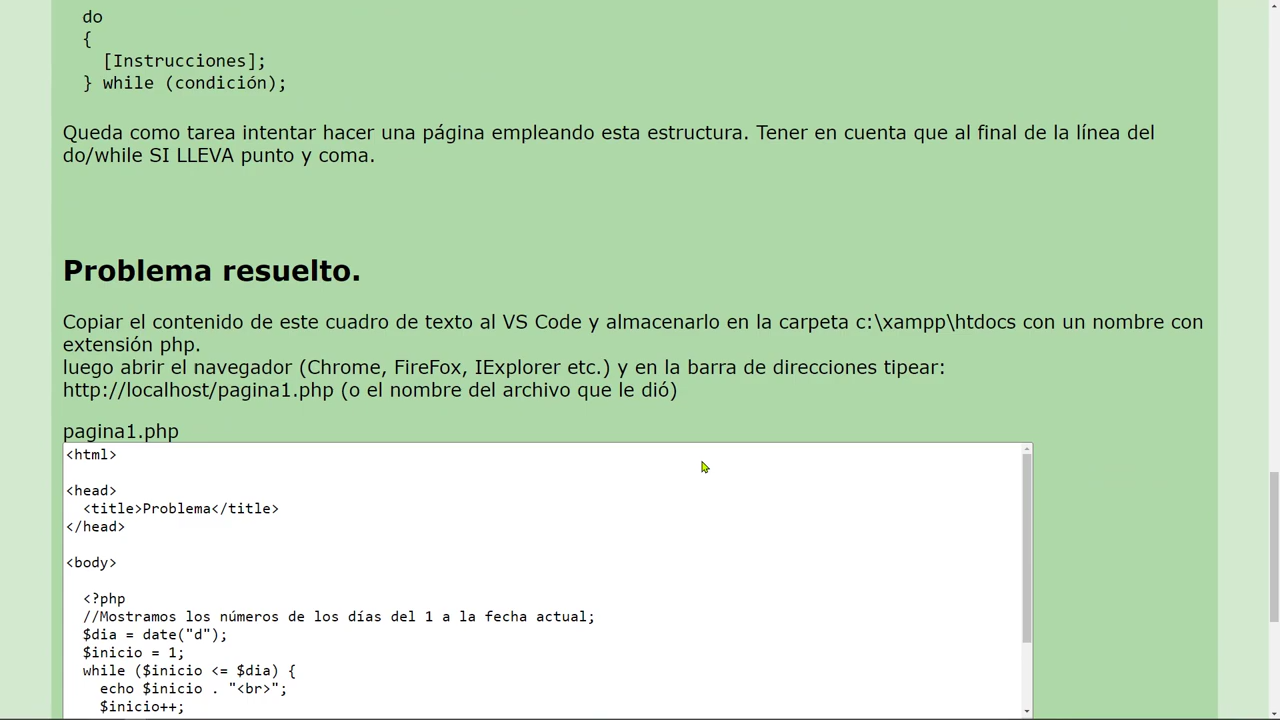 do
{
[Instrucciones];
} while (condición);
Queda como tarea intentar hacer una página empleando esta estructura. Tener en cuenta que al final de la línea del
do/while SI LLEVA punto y coma.
Problema resuelto.
Copiar el contenido de este cuadro de texto al VS Code y almacenarlo en la carpeta c:\xampp\htdocs con un nombre con
extensión php.
luego abrir el navegador (Chrome, FireFox, IExplorer etc.) y en la barra de direcciones tipear:
http://localhost/pagina1.php (o el nombre del archivo que le dió)
pagina1.php
<html>
<head>
<title>Problema</title>
</head>
<body>
<?php
//Mostramos los números de los días del 1 a la fecha actual;
$dia = date("d");
$inicio = 1;
while ($inicio <= $dia) {
echo $inicio . "<br>";
$inicio++;